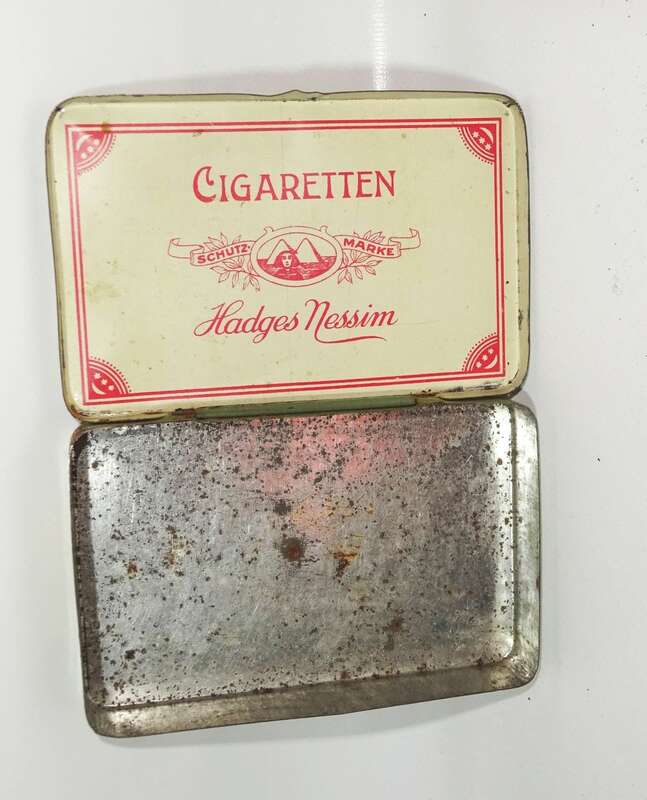 CIGARETTEN
SCHUTZ- MARKE
Hadges Nessim